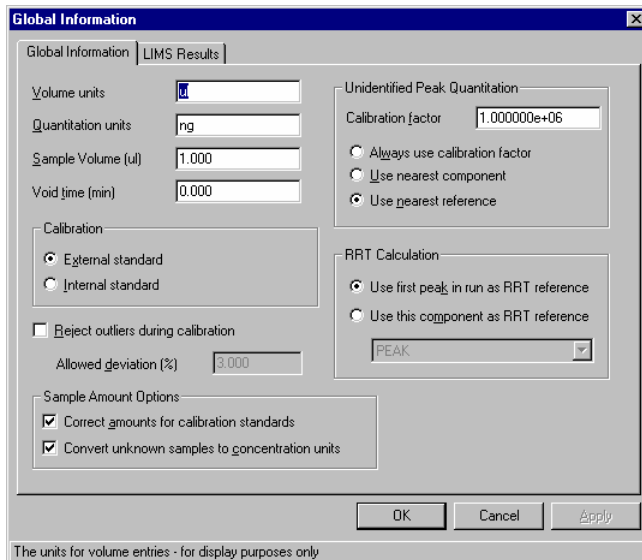 Global Information
Global Information LIMS Results
Volume units ul
Quantitation units ng
Sample Volume (ul) 1.000
Void time (min) 0.000
Calibration
External standard
Internal standard
Reject outliers during calibration
Allowed deviation (%) 3.000
Sample Amount Options
Correct amounts for calibration standards
Convert unknown samples to concentration units
Unidentified Peak Quantitation
Calibration factor 1.000000e+06
Always use calibration factor
Use nearest component
Use nearest reference
RRT Calculation
Use first peak in run as RRT reference
Use this component as RRT reference
PEAK
OK Cancel Apply
The units for volume entries - for display purposes only